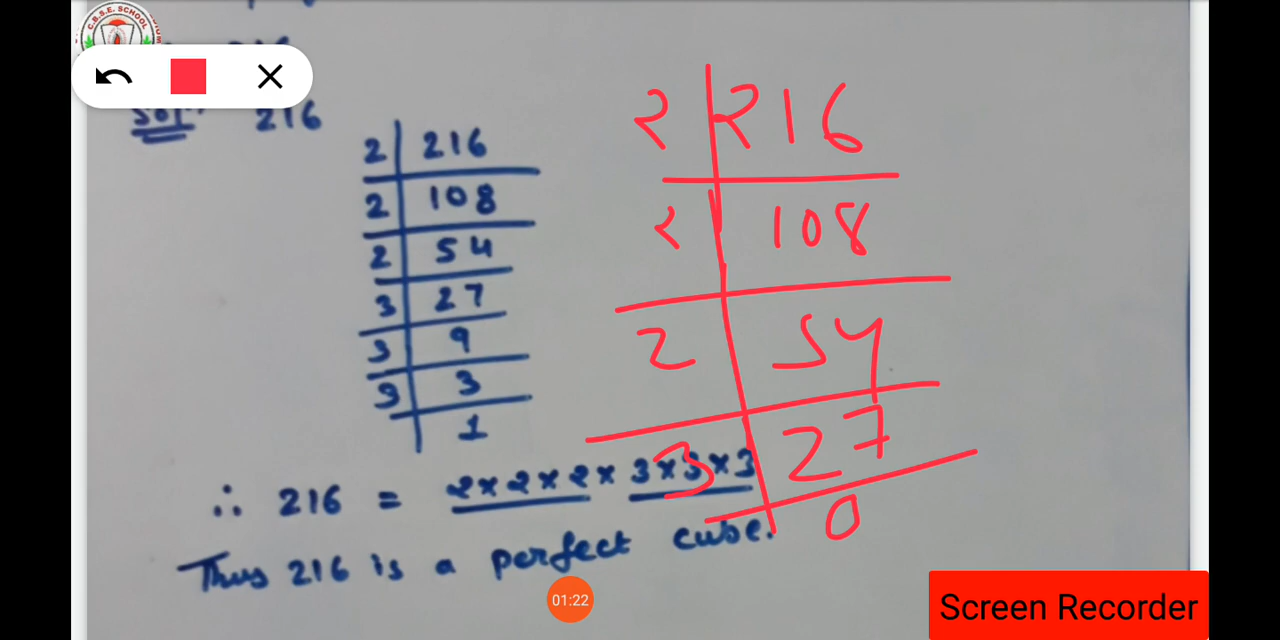 C.B.S.E. SCHOOL
Sol
216
2 216
2 108
2 54
3 27
3 9
3 3
1
∴ 216 = 2×2×2× 3×3×3
Thus 216 is a perfect cube.
2 216
2 108
2 54
3 27
0
01:22
Screen Recorder